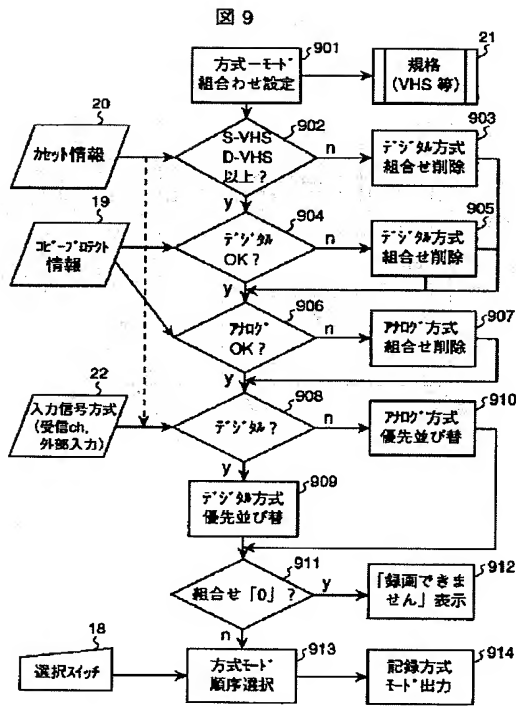 図 9
901
方式ーモード
組合わせ設定
21
規格
(VHS 等)
20
カセット情報
902
S-VHS
D-VHS
以上 ?
n
y
903
デジタル方式
組合せ削除
19
コピープロテクト
情報
904
デジタル
OK ?
n
y
905
デジタル方式
組合せ削除
906
アナログ
OK ?
n
y
907
アナログ方式
組合せ削除
22
入力信号方式
(受信ch,
外部入力)
908
デジタル ?
n
y
910
アナログ方式
優先並び替
909
デジタル方式
優先並び替
911
組合せ「0」 ?
y
n
912
「録画できま
せん」表示
18
選択スイッチ
913
方式モード
順序選択
914
記録方式
モード出力